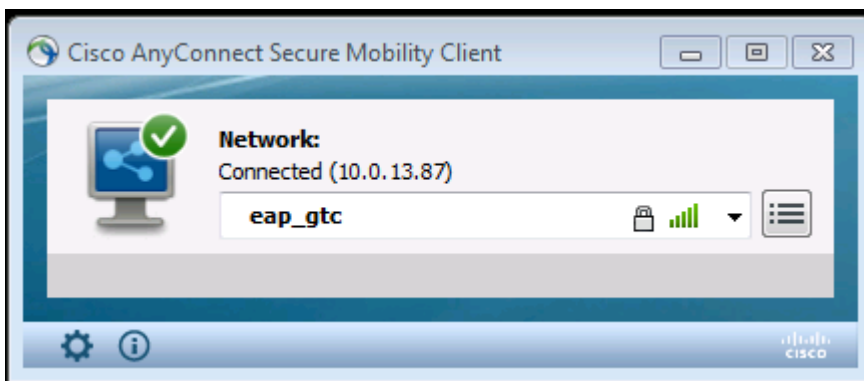 Cisco AnyConnect Secure Mobility Client
Network:
Connected (10.0.13.87)
eap_gtc
cisco